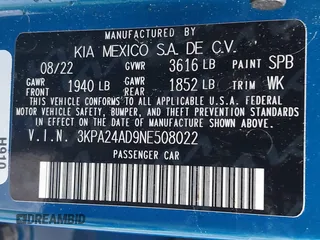 MANUFACTURED BY
KIA MEXICO S.A. DE C.V.
08/22 GVWR 3616 LB PAINT SPB
GAWR FRONT 1940 LB GAWR REAR 1852 LB TRIM WK
THIS VEHICLE CONFORMS TO ALL APPLICABLE U.S. FEDERAL
MOTOR VEHICLE SAFETY, BUMPER, AND THEFT PREVENTION
STANDARDS IN EFFECT ON THE DATE OF MANUFACTURE SHOWN ABOVE.
V.I.N. 3KPA24AD9NE508022
PASSENGER CAR
H910
DREAMBID